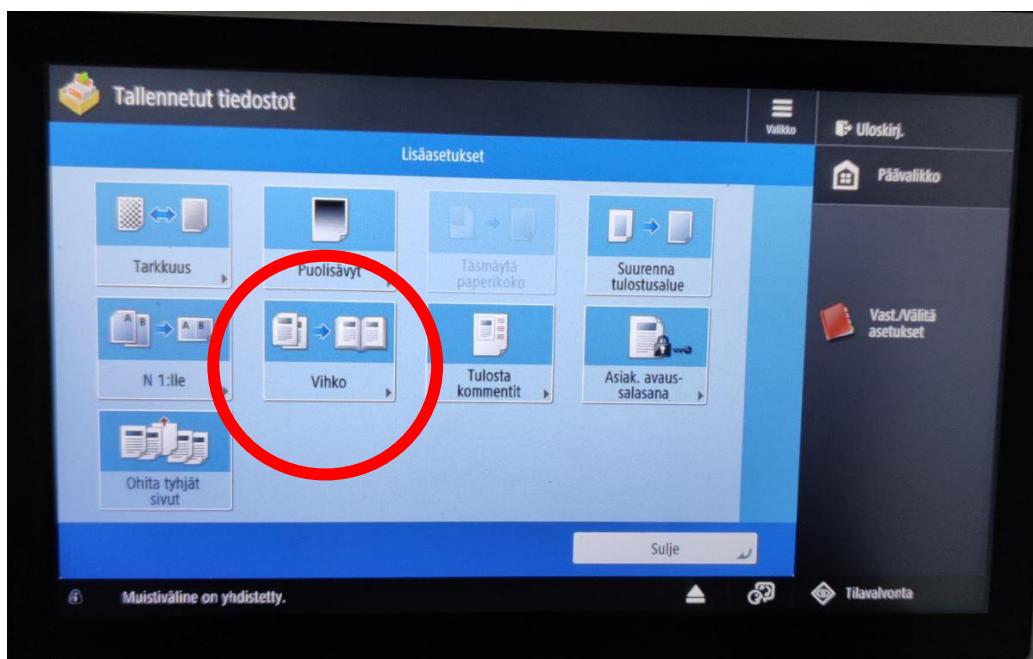 Tallennetut tiedostot
Valikko
Uloskirj.
Lisäasetukset
Päävalikko
Tarkkuus
Puolisävyt
Täsmäytä
paperikoko
Suurenna
tulostusalue
A B
A B
N 1:lle
Vihko
Tulosta
kommentit
Asiak. avaus-
salasana
Vast./Välitä
asetukset
Ohita tyhjät
sivut
Sulje
Muistiväline on yhdistetty.
Tilavalvonta